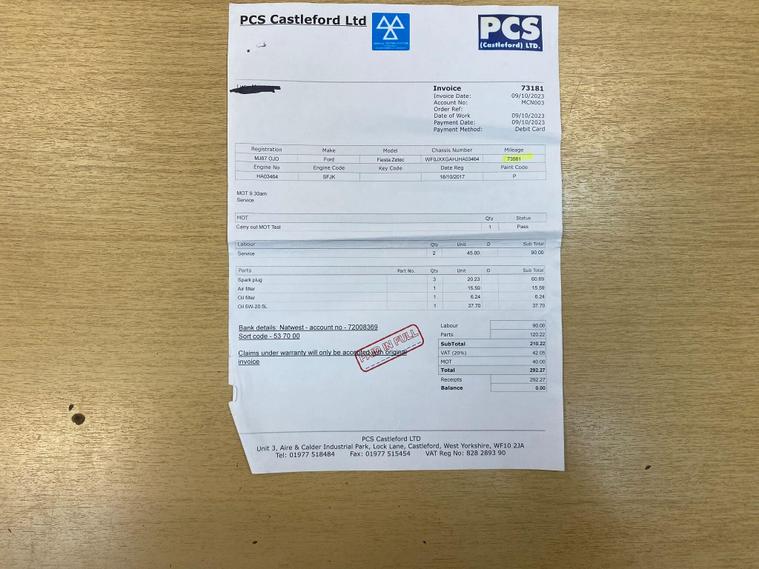 PCS Castleford Ltd
PCS
(Castleford) LTD.
Invoice 73181
Invoice Date: 09/10/2023
Account No: MCN003
Order Ref:
Date of Work 09/10/2023
Payment Date: 09/10/2023
Payment Method: Debit Card
Registration Make Model Chassis Number Mileage
MJ67 OJO Ford Fiesta Zetec 73881
Engine No Engine Code Key Code Date Reg Paint Code
HA03464 SFJK 16/10/2017 P
MOT 9.30am
Service
MOT Qty Status
Carry out MOT Test 1 Pass
Labour Qty Unit D Sub Total
Service 2 45.00 90.00
Parts Part No. Qty Unit D Sub Total
Spark plug 3 20.23 60.69
Air filter 1 15.59 15.59
Oil filter 1 6.24 6.24
Oil 5W-20 5L 1 37.70 37.70
Bank details: Natwest - account no - 72008369
Sort code - 53 70 00
Claims under warranty will only be accepted with original
invoice
PAID IN FULL
Labour 90.00
Parts 120.22
SubTotal 210.22
VAT (20%) 42.05
MOT 40.00
Total 292.27
Receipts 292.27
Balance 0.00
PCS Castleford LTD
Unit 3, Aire & Calder Industrial Park, Lock Lane, Castleford, West Yorkshire, WF10 2JA
Tel: 01977 518484 Fax: 01977 515454 VAT Reg No: 828 2893 90